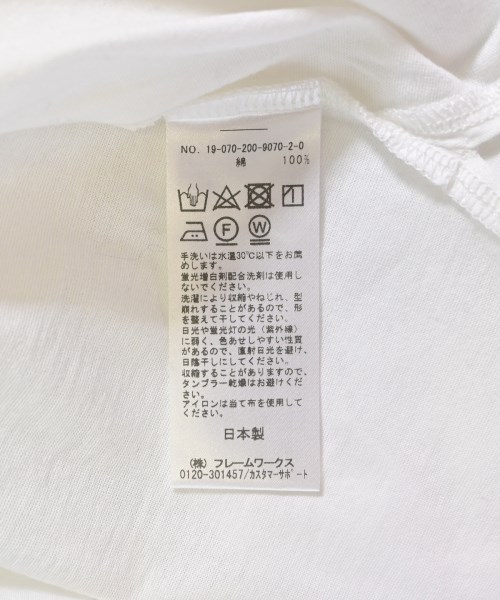 NO. 19-070-200-9070-2-0
綿 100%
F W
手洗いは水温30℃以下をお薦
めします。
蛍光増白剤配合洗剤は使用し
ないでください。
洗濯により収縮やねじれ、型
崩れすることがあるので、形
を整えて干してください。
日光や蛍光灯の光（紫外線）
に弱く、色あせしやすい性質
があるので、直射日光を避け、
日陰干しにしてください。
収縮することがありますので、
タンブラー乾燥はお避けくださ
い。
アイロンは当て布を使用して
ください。
日本製
（株）フレームワークス
0120-301457/カスタマーサポート